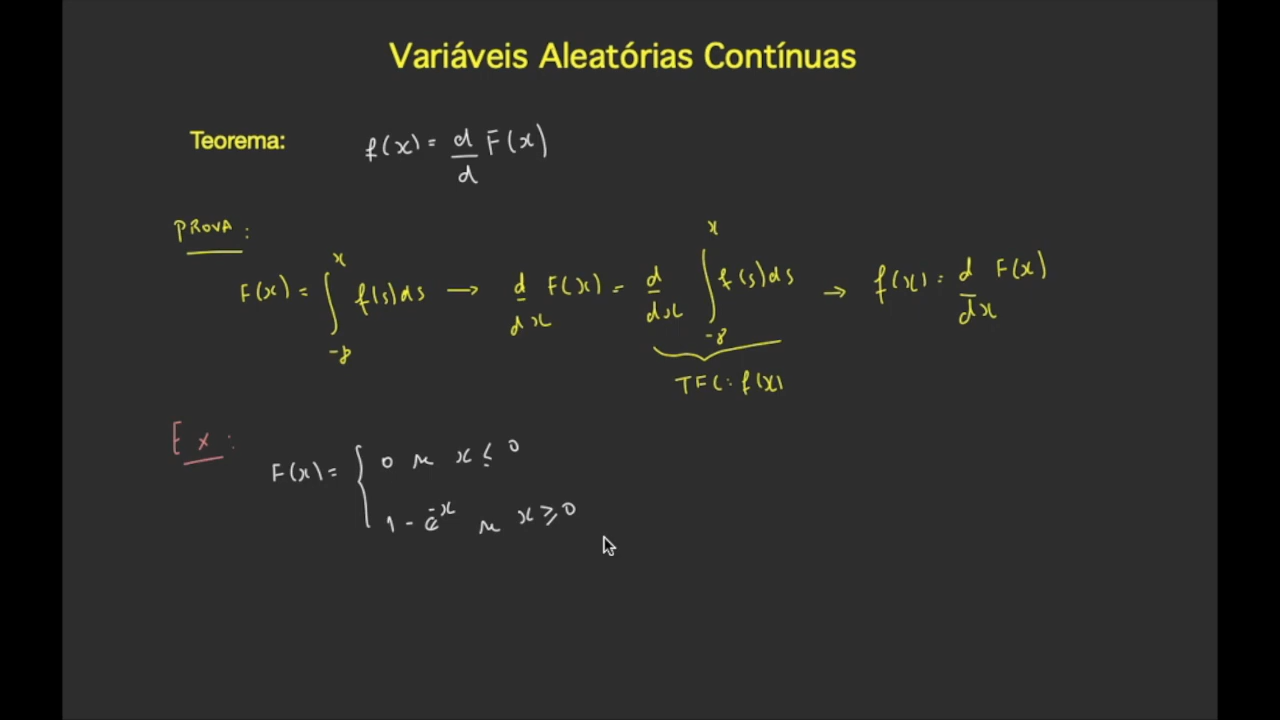 Variáveis Aleatórias Contínuas
Teorema: f(x) = d/d F(x)
PROVA:
F(x) = ∫_{-∞}^{x} f(s)ds → d/dx F(x) = d/dx ∫_{-∞}^{x} f(s)ds → f(x) = d/dx F(x)
TFC: f(x)
Ex:
F(x) = { 0 se x ≤ 0
1 - e^{-x} se x ≥ 0